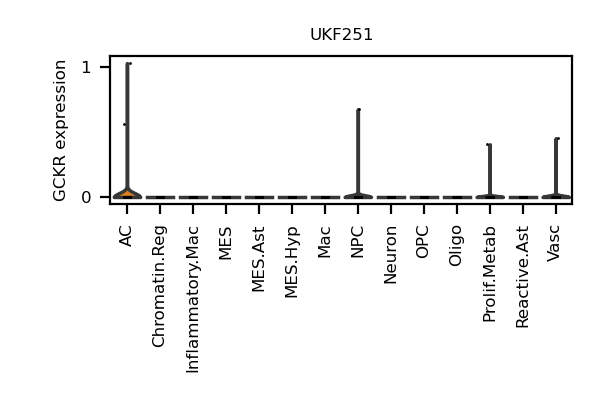 UKF251
GCKR expression
1
0
AC
Chromatin.Reg
Inflammatory.Mac
MES
MES.Ast
MES.Hyp
Mac
NPC
Neuron
OPC
Oligo
Prolif.Metab
Reactive.Ast
Vasc